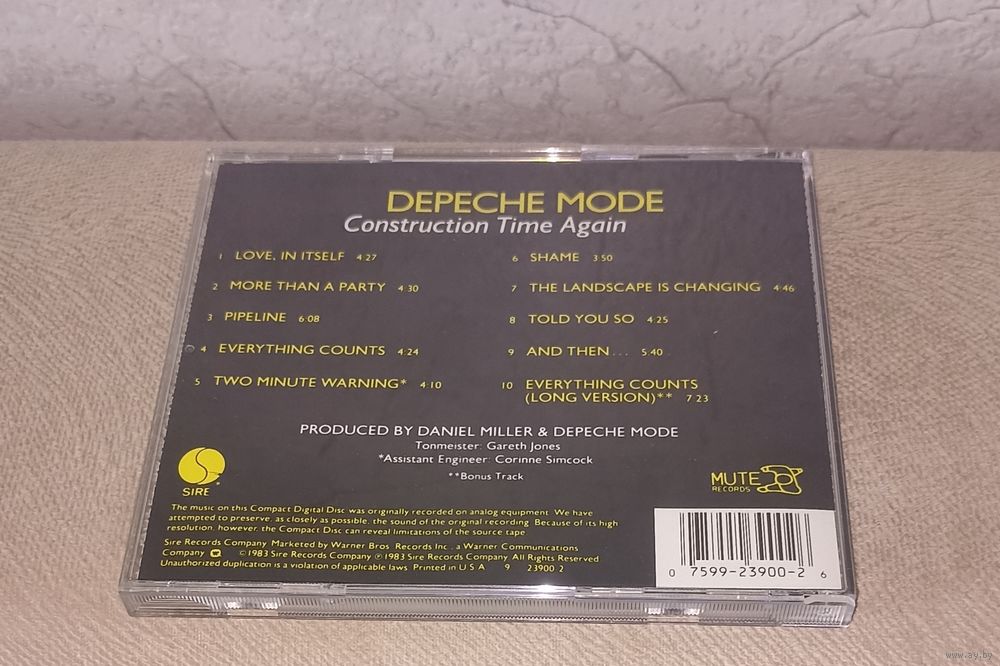 DEPECHE MODE
Construction Time Again
1 LOVE, IN ITSELF 4:27
2 MORE THAN A PARTY 4:30
3 PIPELINE 6:08
4 EVERYTHING COUNTS 4:24
5 TWO MINUTE WARNING* 4:10
6 SHAME 3:50
7 THE LANDSCAPE IS CHANGING 4:46
8 TOLD YOU SO 4:25
9 AND THEN... 5:40
10 EVERYTHING COUNTS
(LONG VERSION)** 7:23
PRODUCED BY DANIEL MILLER & DEPECHE MODE
Tonmeister: Gareth Jones
*Assistant Engineer: Corinne Simcock
**Bonus Track
SIRE
MUTE
RECORDS
The music on this Compact Digital Disc was originally recorded on analog equipment. We have
attempted to preserve, as closely as possible, the sound of the original recording. Because of its high
resolution, however, the Compact Disc can reveal limitations of the source tape.
Sire Records Company. Marketed by Warner Bros. Records Inc., a Warner Communications
Company ©1983 Sire Records Company ℗1983 Sire Records Company. All Rights Reserved.
Unauthorized duplication is a violation of applicable laws. Printed in U.S.A. 9 23900-2
0 7599-23900-2 6
www.ay.by